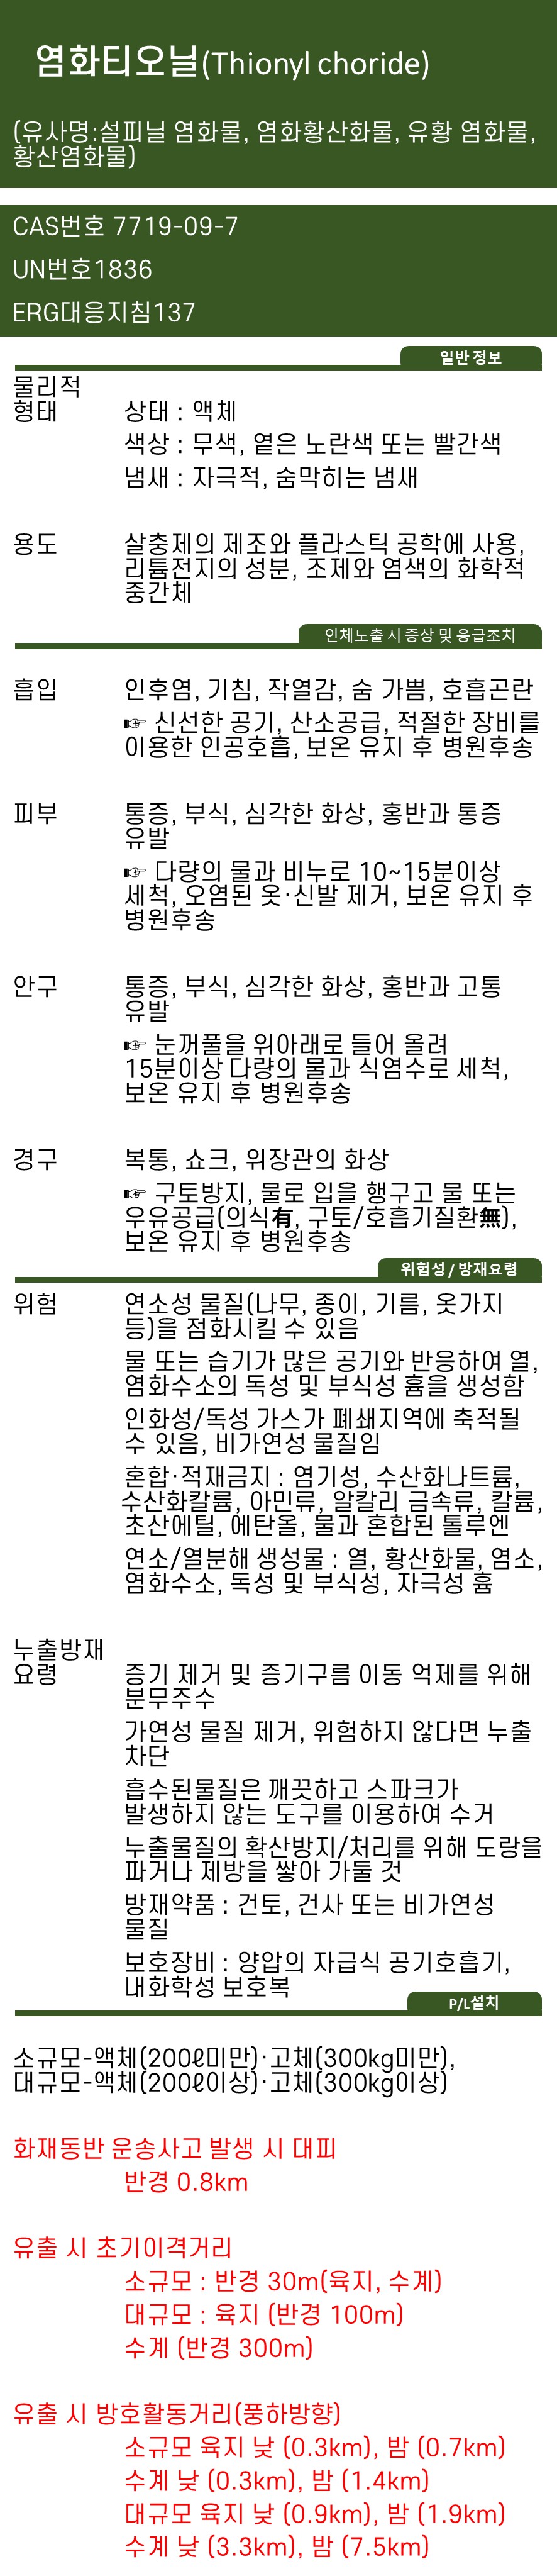 염화티오닐(Thionyl choride)
(유사명:설피닐 염화물, 염화황산화물, 유황 염화물,
황산염화물)
CAS번호 7719-09-7
UN번호1836
ERG대응지침137
일반 정보
물리적
형태 상태 : 액체
색상 : 무색, 옅은 노란색 또는 빨간색
냄새 : 자극적, 숨막히는 냄새
용도 살충제의 제조와 플라스틱 공학에 사용,
리튬전지의 성분, 조제와 염색의 화학적
중간체
인체노출 시 증상 및 응급조치
흡입 인후염, 기침, 작열감, 숨 가쁨, 호흡곤란
☞ 신선한 공기, 산소공급, 적절한 장비를
이용한 인공호흡, 보온 유지 후 병원후송
피부 통증, 부식, 심각한 화상, 홍반과 통증
유발
☞ 다량의 물과 비누로 10~15분이상
세척, 오염된 옷·신발 제거, 보온 유지 후
병원후송
안구 통증, 부식, 심각한 화상, 홍반과 고통
유발
☞ 눈꺼풀을 위아래로 들어 올려
15분이상 다량의 물과 식염수로 세척,
보온 유지 후 병원후송
경구 복통, 쇼크, 위장관의 화상
☞ 구토방지, 물로 입을 행구고 물 또는
우유공급(의식有, 구토/호흡기질환無),
보온 유지 후 병원후송
위험성 / 방재요령
위험 연소성 물질(나무, 종이, 기름, 옷가지
등)을 점화시킬 수 있음
물 또는 습기가 많은 공기와 반응하여 열,
염화수소의 독성 및 부식성 흄을 생성함
인화성/독성 가스가 폐쇄지역에 축적될
수 있음, 비가연성 물질임
혼합·적재금지 : 염기성, 수산화나트륨,
수산화칼륨, 아민류, 알칼리 금속류, 칼륨,
초산에틸, 에탄올, 물과 혼합된 톨루엔
연소/열분해 생성물 : 열, 황산화물, 염소,
염화수소, 독성 및 부식성, 자극성 흄
누출방재
요령 증기 제거 및 증기구름 이동 억제를 위해
분무주수
가연성 물질 제거, 위험하지 않다면 누출
차단
흡수된물질은 깨끗하고 스파크가
발생하지 않는 도구를 이용하여 수거
누출물질의 확산방지/처리를 위해 도랑을
파거나 제방을 쌓아 가둘 것
방재약품 : 건토, 건사 또는 비가연성
물질
보호장비 : 양압의 자급식 공기호흡기,
내화학성 보호복
P/L설치
소규모-액체(200ℓ미만)·고체(300kg미만),
대규모-액체(200ℓ이상)·고체(300kg이상)
화재동반 운송사고 발생 시 대피
반경 0.8km
유출 시 초기이격거리
소규모 : 반경 30m(육지, 수계)
대규모 : 육지 (반경 100m)
수계 (반경 300m)
유출 시 방호활동거리(풍하방향)
소규모 육지 낮 (0.3km), 밤 (0.7km)
수계 낮 (0.3km), 밤 (1.4km)
대규모 육지 낮 (0.9km), 밤 (1.9km)
수계 낮 (3.3km), 밤 (7.5km)